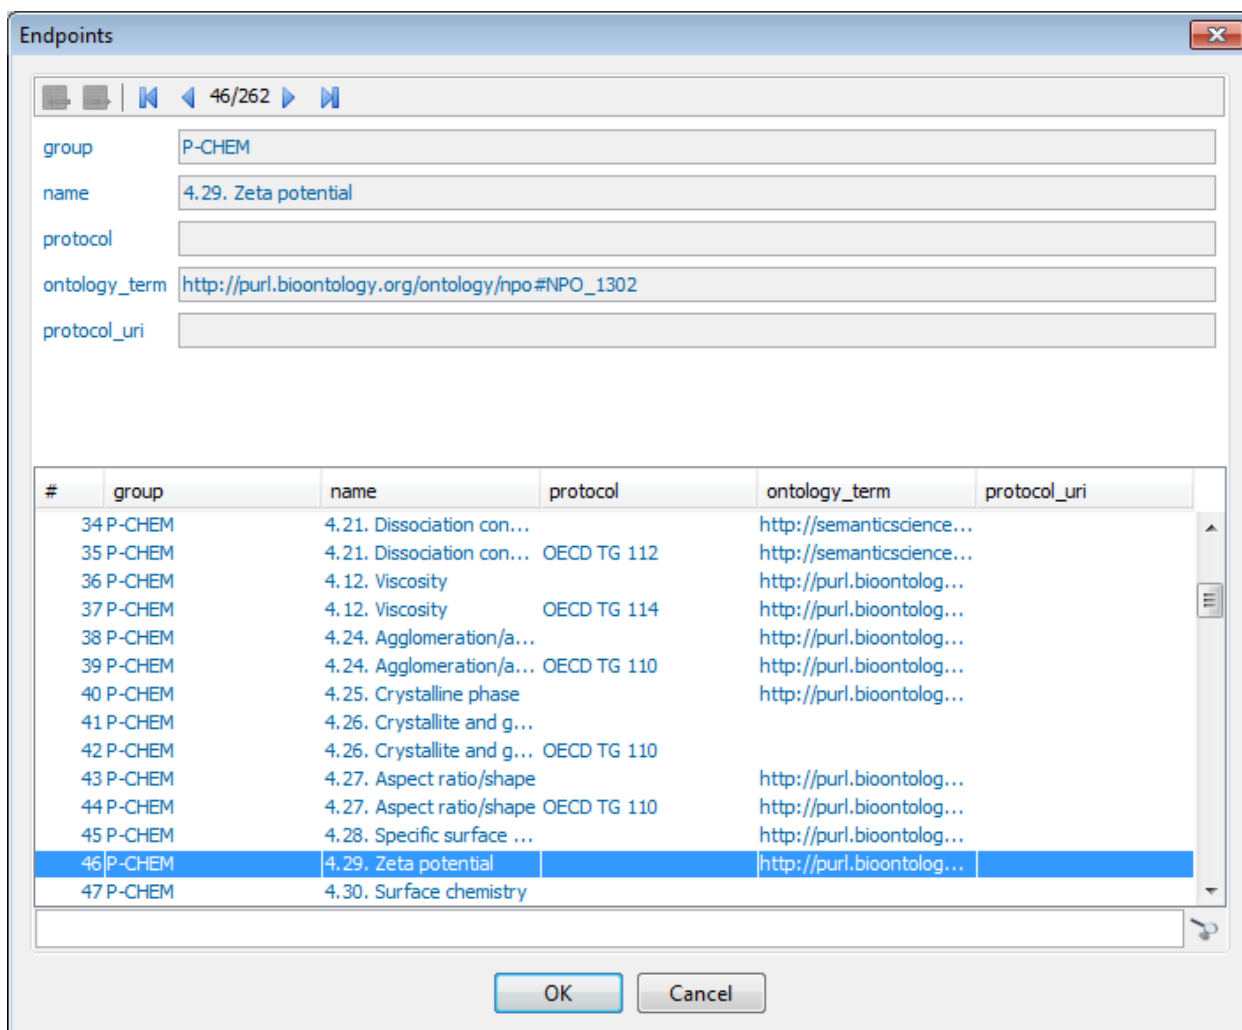 Endpoints
46/262
group P-CHEM
name 4.29. Zeta potential
protocol
ontology_term http://purl.bioontology.org/ontology/npo#NPO_1302
protocol_uri
# group name protocol ontology_term protocol_uri
34 P-CHEM 4.21. Dissociation con... http://semanticscience...
35 P-CHEM 4.21. Dissociation con... OECD TG 112 http://semanticscience...
36 P-CHEM 4.12. Viscosity http://purl.bioontolog...
37 P-CHEM 4.12. Viscosity OECD TG 114 http://purl.bioontolog...
38 P-CHEM 4.24. Agglomeration/a... http://purl.bioontolog...
39 P-CHEM 4.24. Agglomeration/a... OECD TG 110 http://purl.bioontolog...
40 P-CHEM 4.25. Crystalline phase http://purl.bioontolog...
41 P-CHEM 4.26. Crystallite and g...
42 P-CHEM 4.26. Crystallite and g... OECD TG 110
43 P-CHEM 4.27. Aspect ratio/shape http://purl.bioontolog...
44 P-CHEM 4.27. Aspect ratio/shape OECD TG 110 http://purl.bioontolog...
45 P-CHEM 4.28. Specific surface ... http://purl.bioontolog...
46 P-CHEM 4.29. Zeta potential http://purl.bioontolog...
47 P-CHEM 4.30. Surface chemistry
OK Cancel